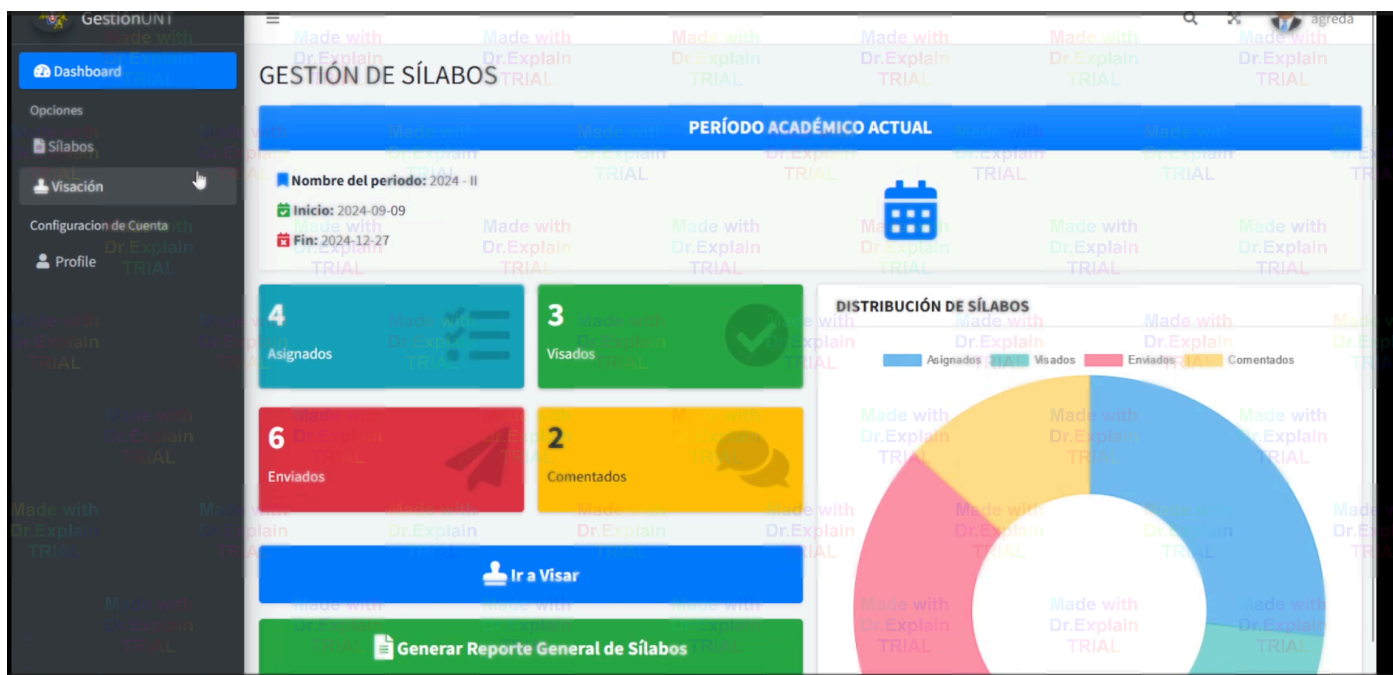 GestiónUNT
agreda
Dashboard
Opciones
Sílabos
Visación
Configuracion de Cuenta
Profile
GESTIÓN DE SÍLABOS
PERÍODO ACADÉMICO ACTUAL
Nombre del periodo: 2024 - II
Inicio: 2024-09-09
Fin: 2024-12-27
4
Asignados
3
Visados
6
Enviados
2
Comentados
Ir a Visar
Generar Reporte General de Sílabos
DISTRIBUCIÓN DE SÍLABOS
Asignados Visados Enviados Comentados
Made with
Dr.Explain
TRIAL